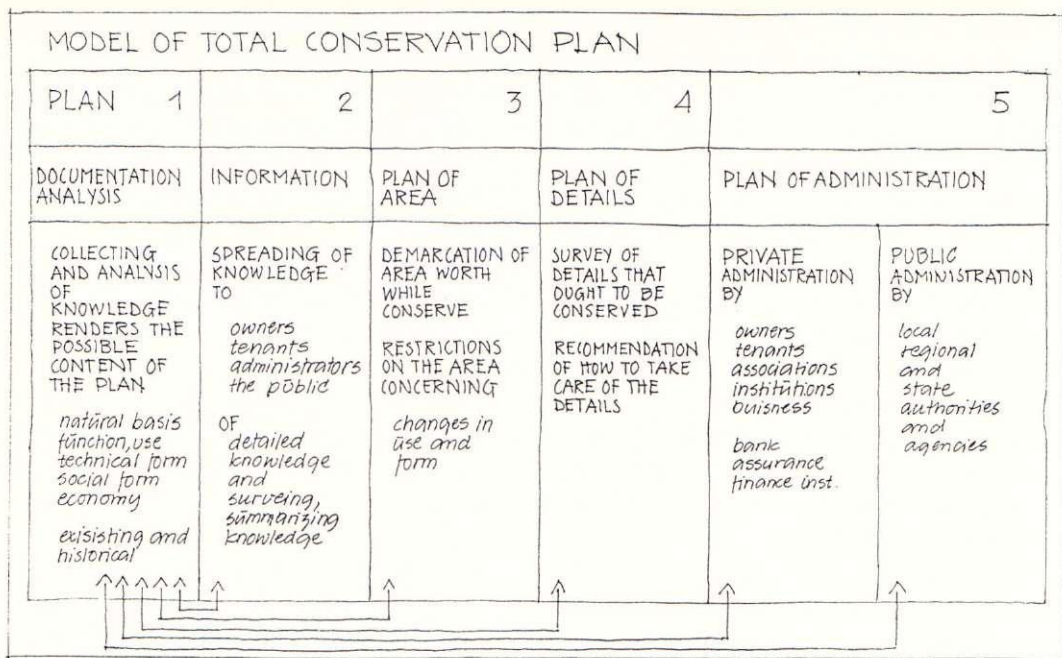 MODEL OF TOTAL CONSERVATION PLAN
PLAN 1
2
3
4
5
DOCUMENTATION
ANALYSIS
INFORMATION
PLAN OF
AREA
PLAN OF
DETAILS
PLAN OF ADMINISTRATION
COLLECTING
AND ANALYSIS
OF
KNOWLEDGE
RENDERS THE
POSSIBLE
CONTENT OF
THE PLAN
natural basis
function, use
technical form
social form
economy
exisisting and
historical
SPREADING OF
KNOWLEDGE
TO
owners
tenants
administrators
the public
OF
detailed
knowledge
and
surveing,
summarizing
knowledge
DEMARCATION OF
AREA WORTH
WHILE
CONSERVE
RESTRICTIONS
ON THE AREA
CONCERNING
changes in
use and
form
SURVEY OF
DETAILS THAT
OUGHT TO BE
CONSERVED
RECOMMENDATION
OF HOW TO TAKE
CARE OF THE
DETAILS
PRIVATE
ADMINISTRATION
BY
owners
tenants
associations
institutions
buisness
bank
assurance
finance inst.
PUBLIC
ADMINISTRATION
BY
local
regional
and
state
authorities
and
agencies